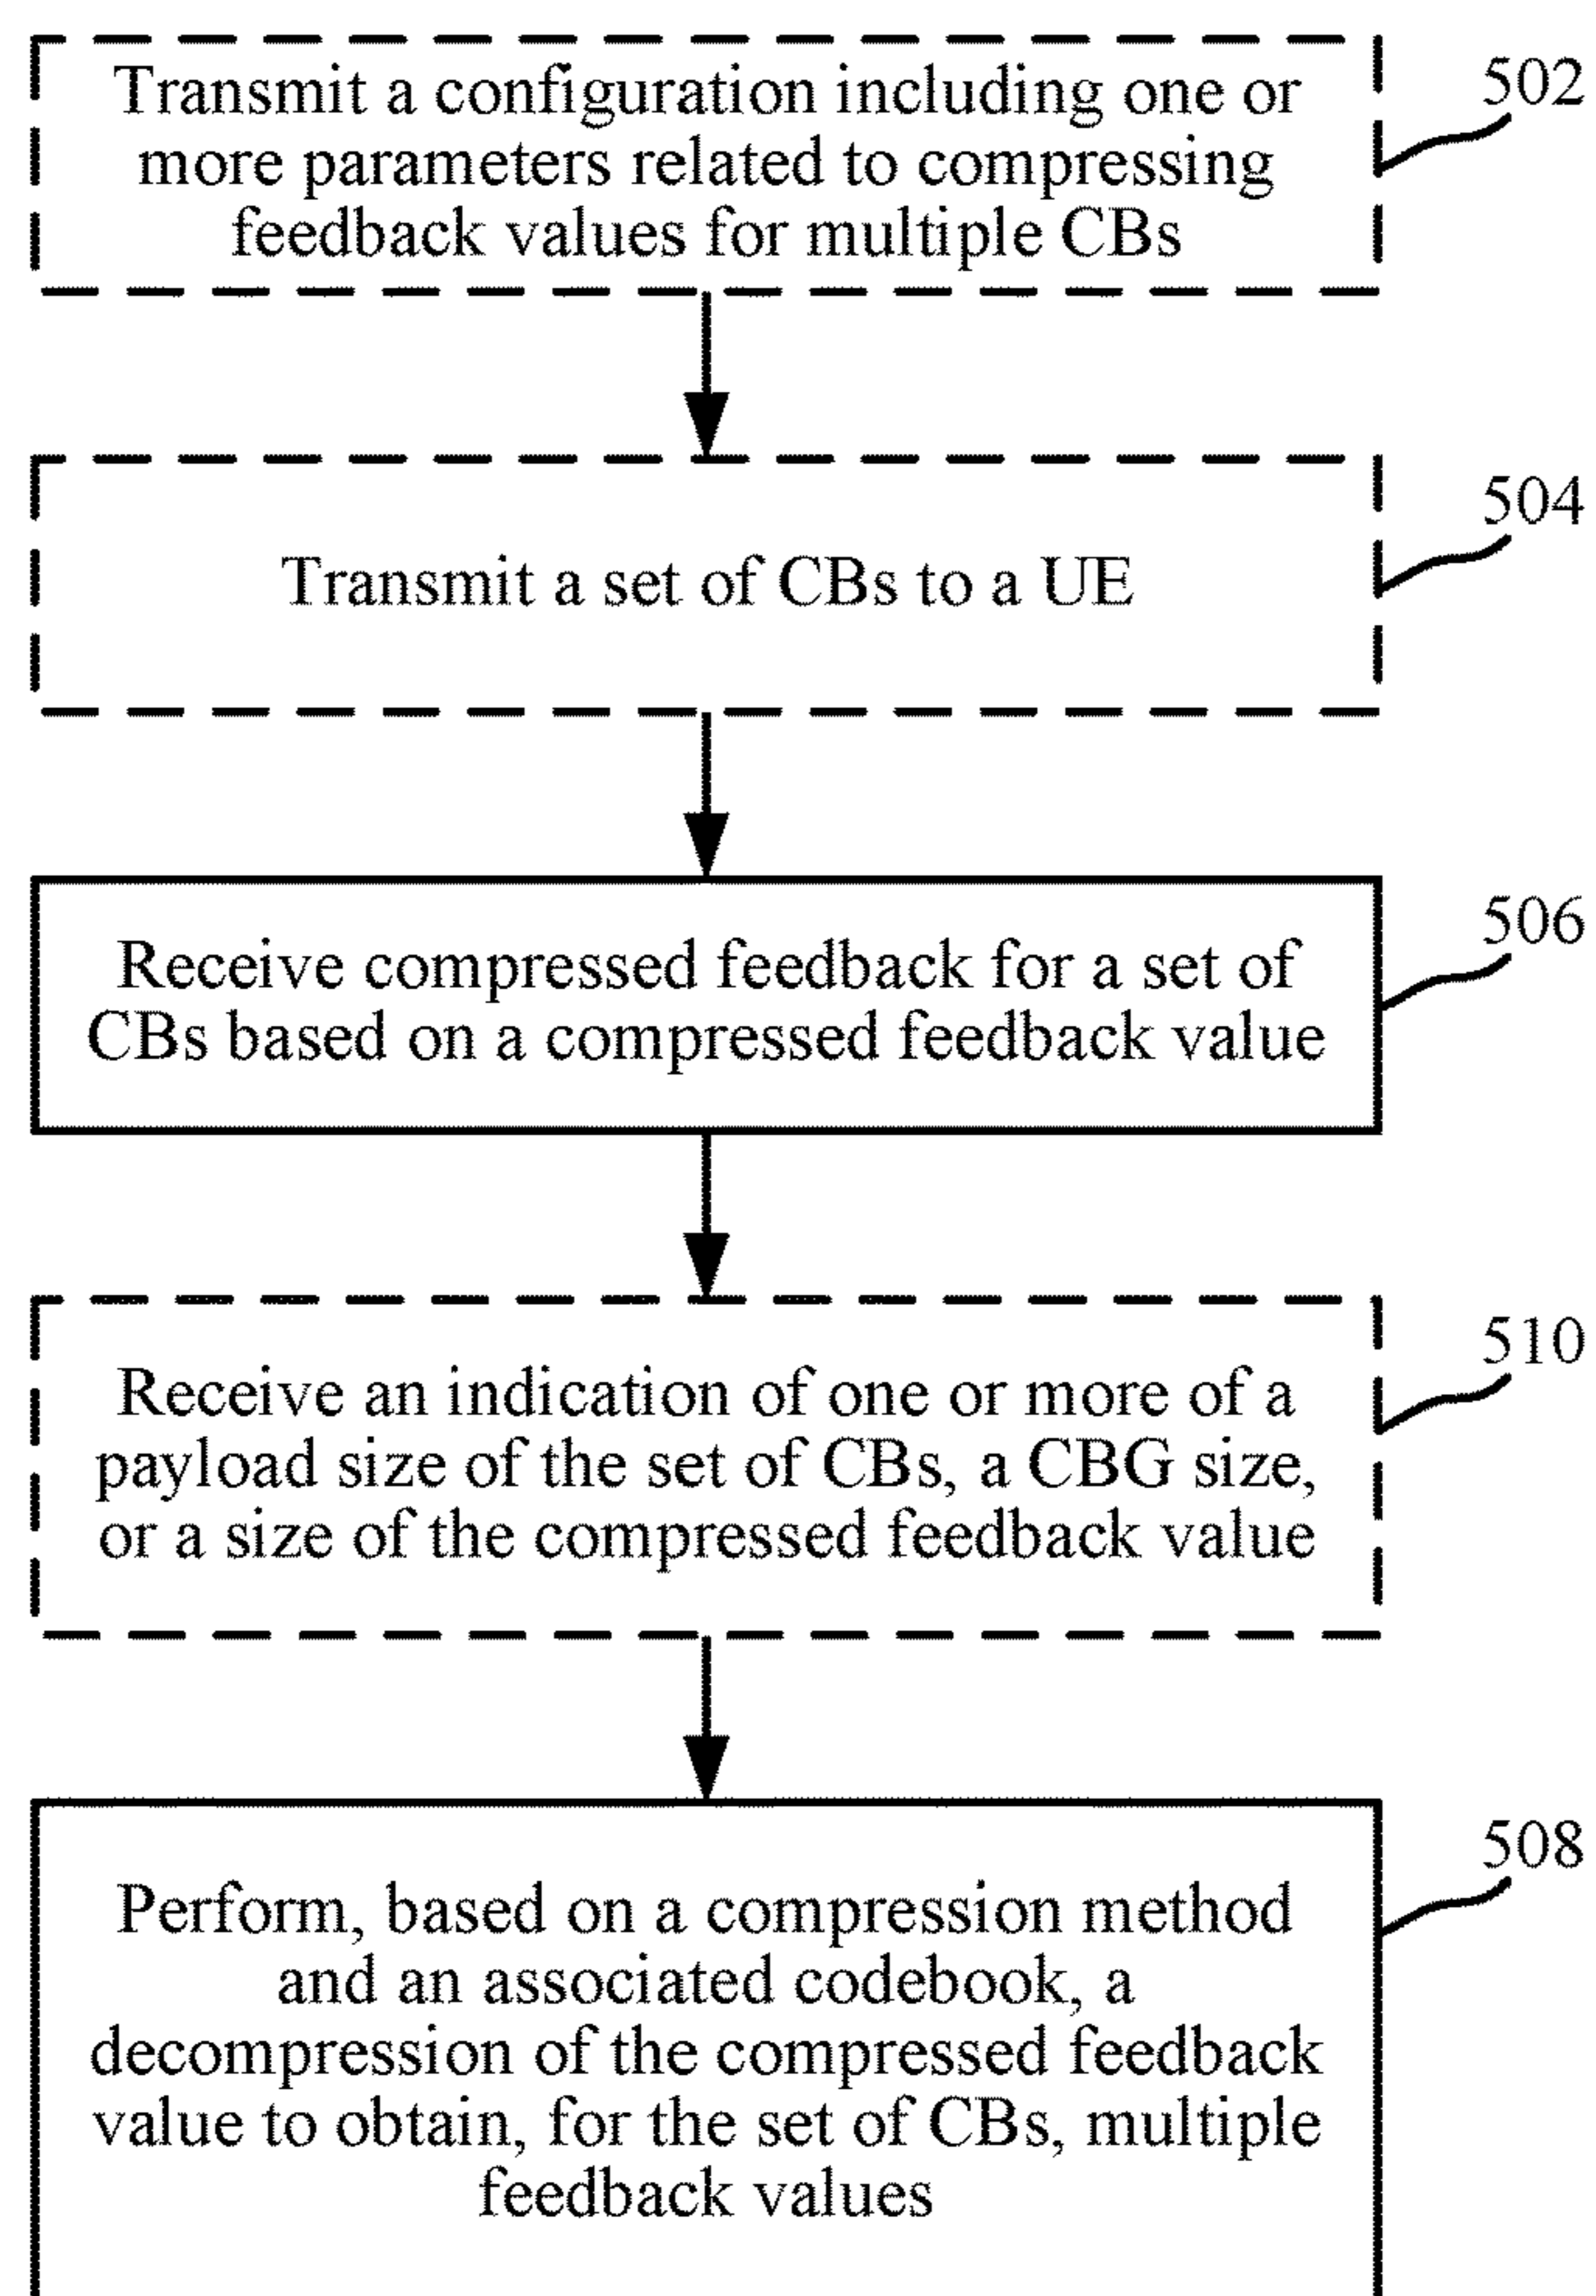 Transmit a configuration including one or
more parameters related to compressing
feedback values for multiple CBs
502
Transmit a set of CBs to a UE
504
Receive compressed feedback for a set of
CBs based on a compressed feedback value
506
Receive an indication of one or more of a
payload size of the set of CBs, a CBG size,
or a size of the compressed feedback value
510
Perform, based on a compression method
and an associated codebook, a
decompression of the compressed feedback
value to obtain, for the set of CBs, multiple
feedback values
508